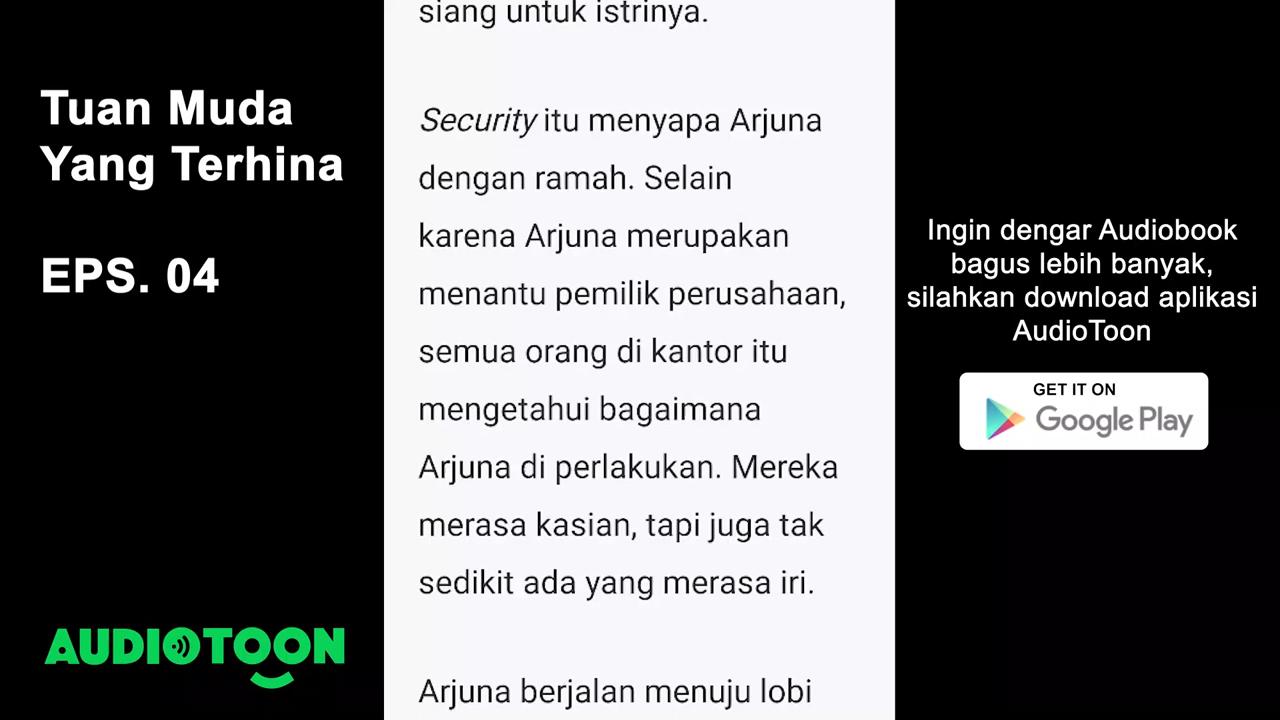 Tuan Muda
Yang Terhina
EPS. 04
AUDIOTOON
siang untuk istrinya.
Security itu menyapa Arjuna
dengan ramah. Selain
karena Arjuna merupakan
menantu pemilik perusahaan,
semua orang di kantor itu
mengetahui bagaimana
Arjuna di perlakukan. Mereka
merasa kasian, tapi juga tak
sedikit ada yang merasa iri.
Arjuna berjalan menuju lobi
Ingin dengar Audiobook
bagus lebih banyak,
silahkan download aplikasi
AudioToon
GET IT ON
Google Play